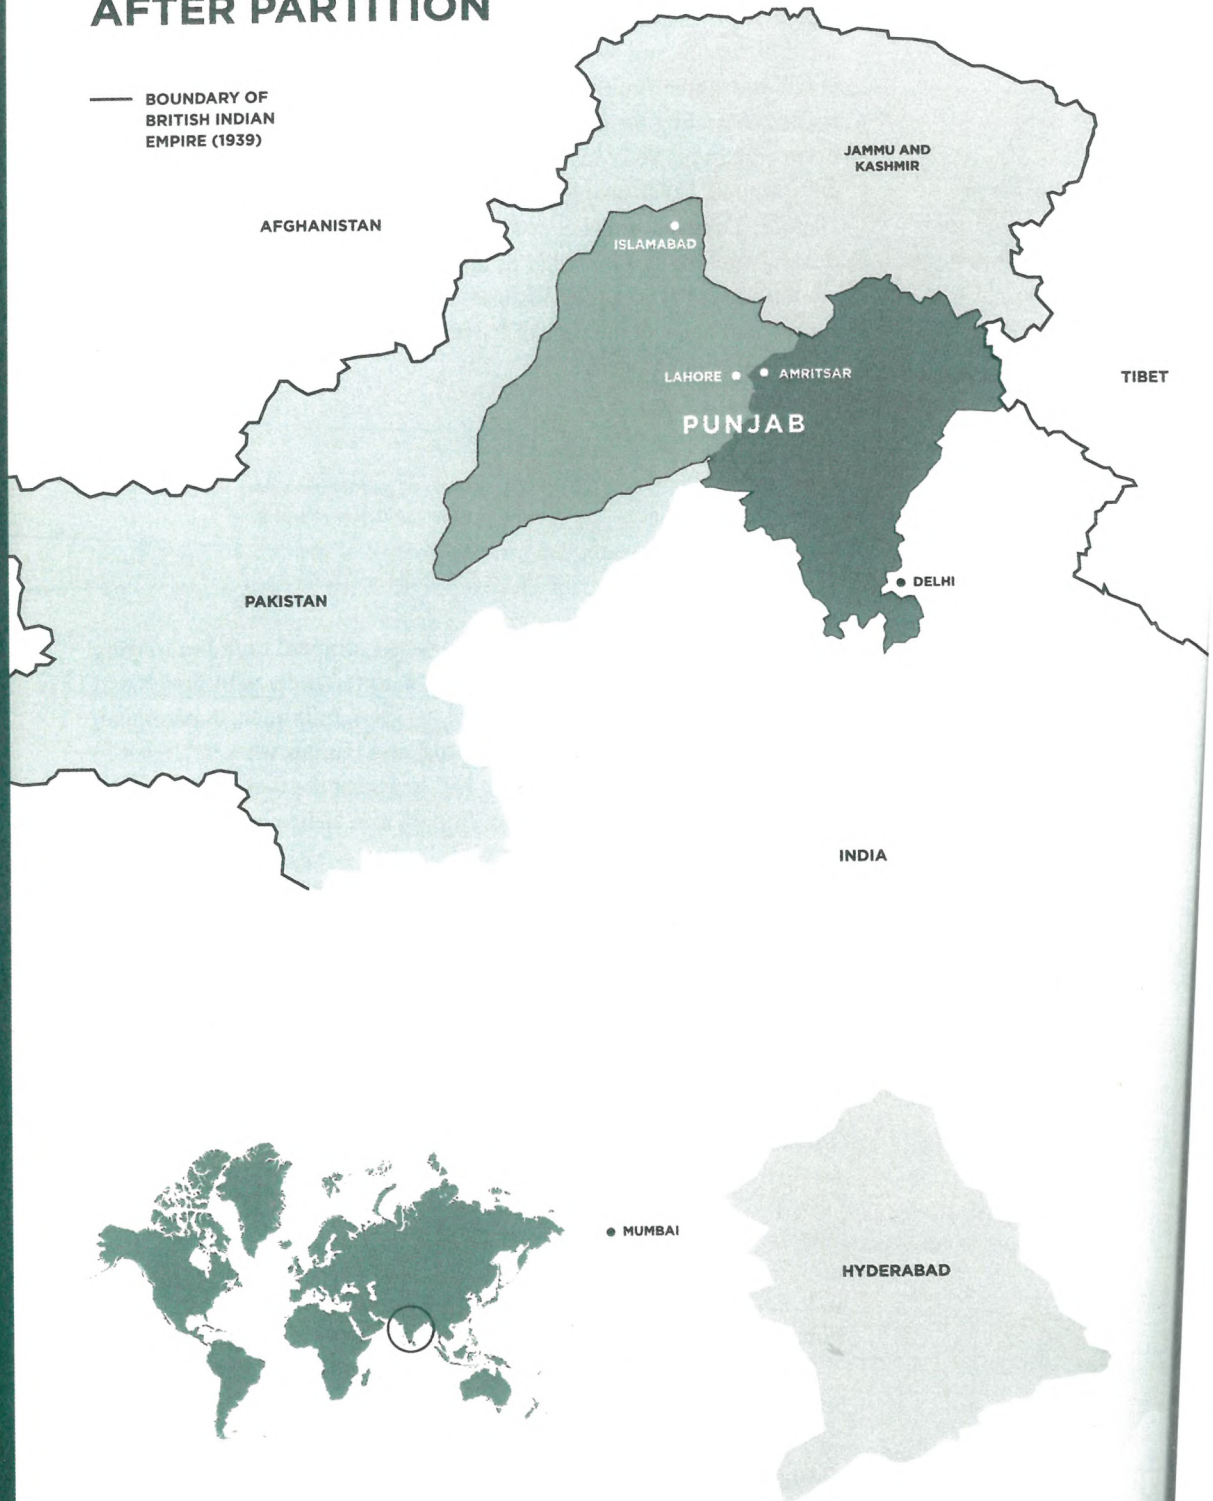 AFTER PARTITION
BOUNDARY OF
BRITISH INDIAN
EMPIRE (1939)
JAMMU AND
KASHMIR
AFGHANISTAN
ISLAMABAD
LAHORE
AMRITSAR
TIBET
PUNJAB
DELHI
PAKISTAN
INDIA
MUMBAI
HYDERABAD